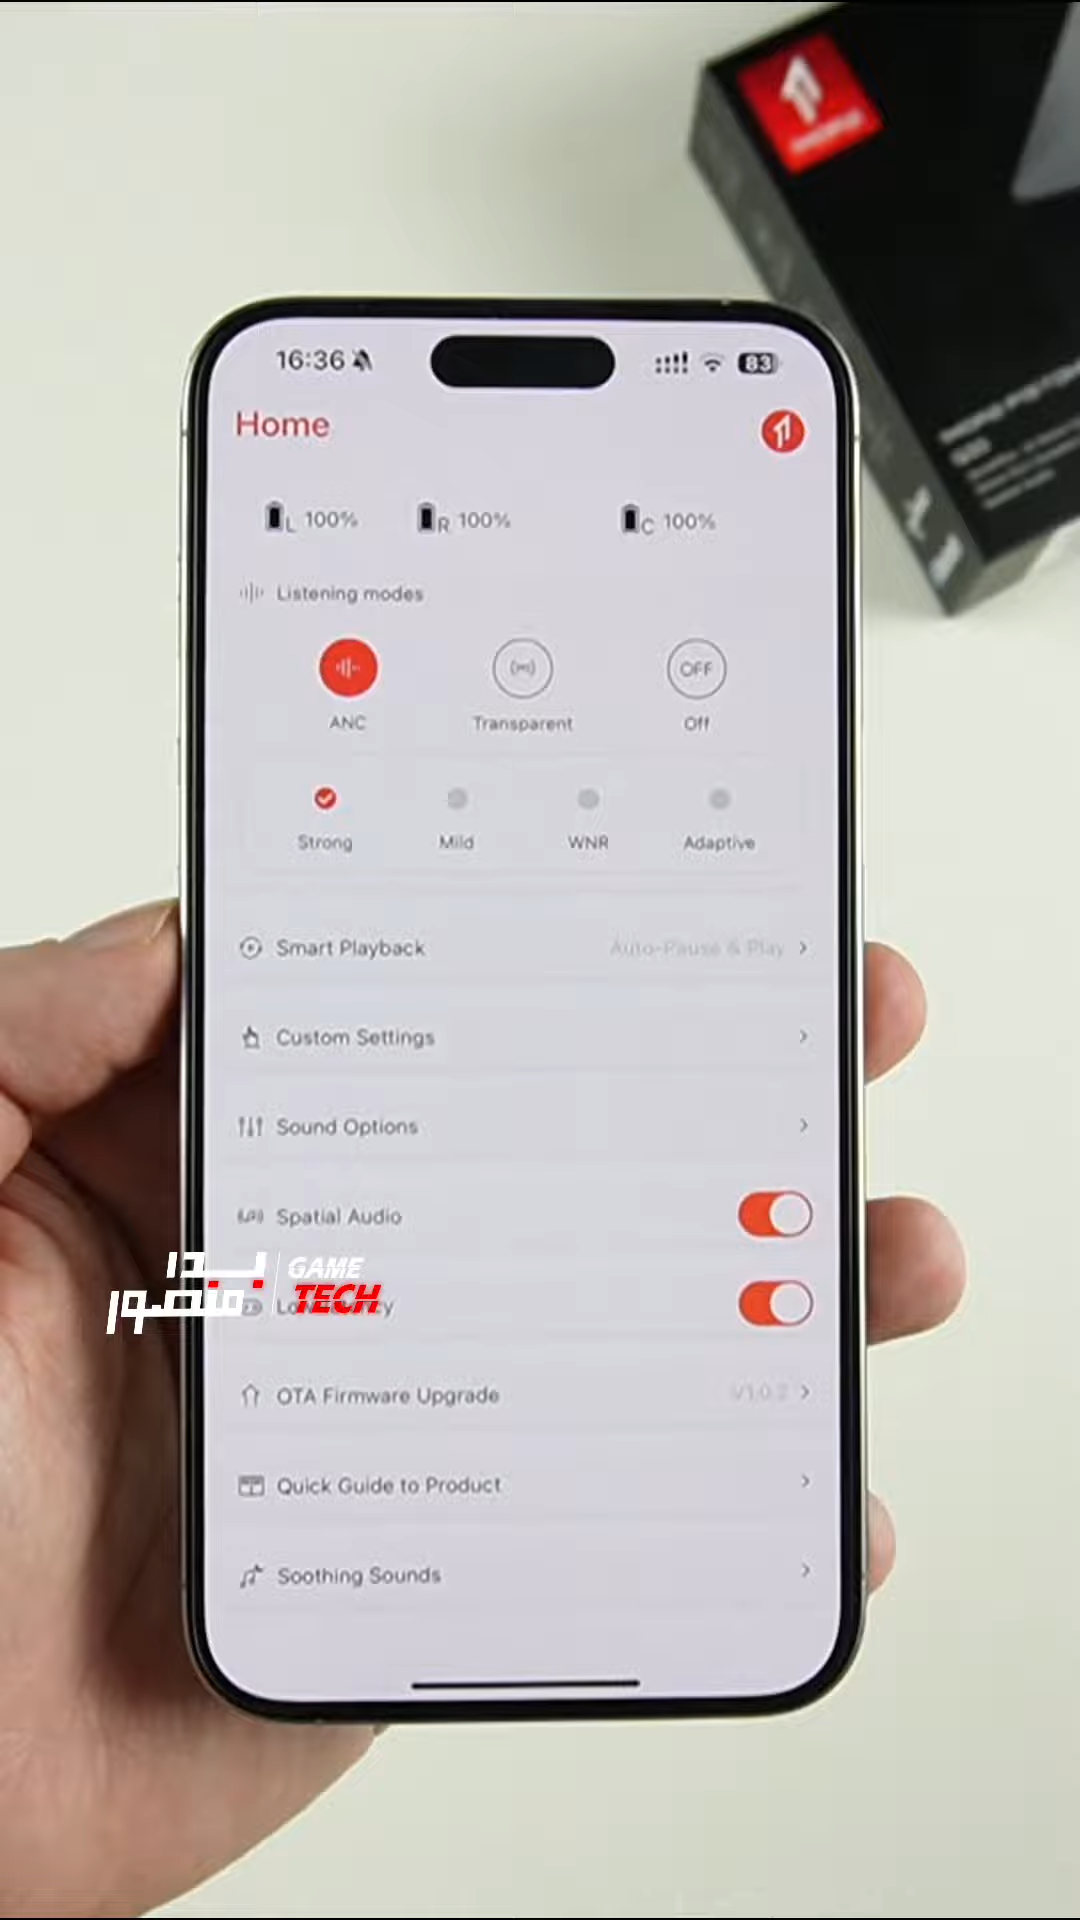 16:36
83
Home
L 100% R 100% C 100%
Listening modes
OFF
ANC Transparent Off
Strong Mild WNR Adaptive
Smart Playback Auto-Pause & Play
Custom Settings
Sound Options
Spatial Audio
بدر GAME
منصور TECH
OTA Firmware Upgrade
Quick Guide to Product
Soothing Sounds